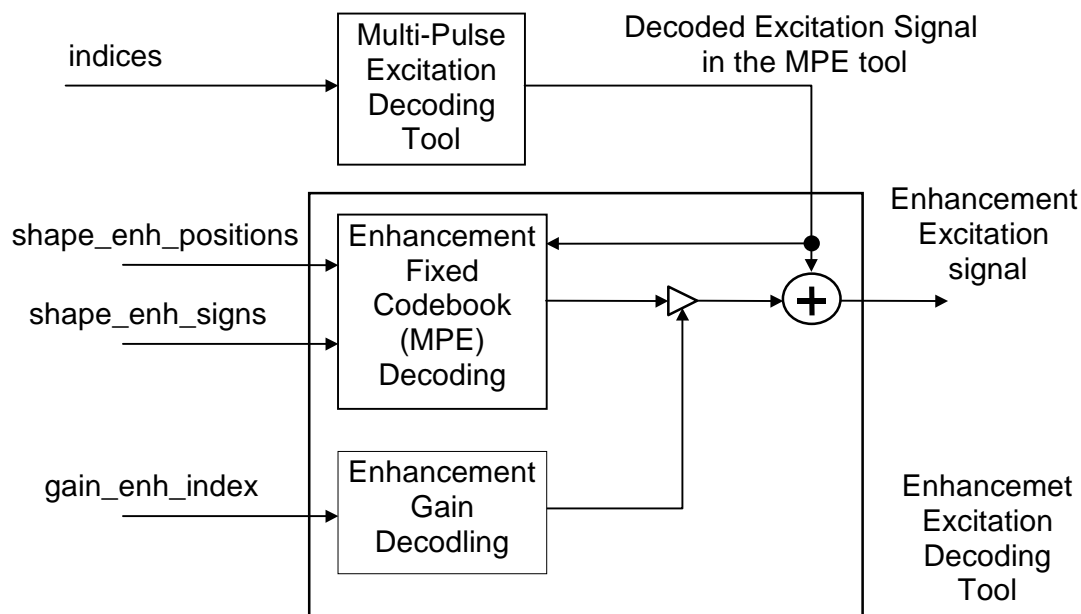 indices
Multi-Pulse
Excitation
Decoding
Tool
Decoded Excitation Signal
in the MPE tool
shape_enh_positions
shape_enh_signs
Enhancement
Fixed
Codebook
(MPE)
Decoding
+
Enhancement
Excitation
signal
gain_enh_index
Enhancement
Gain
Decodling
Enhancemet
Excitation
Decoding
Tool